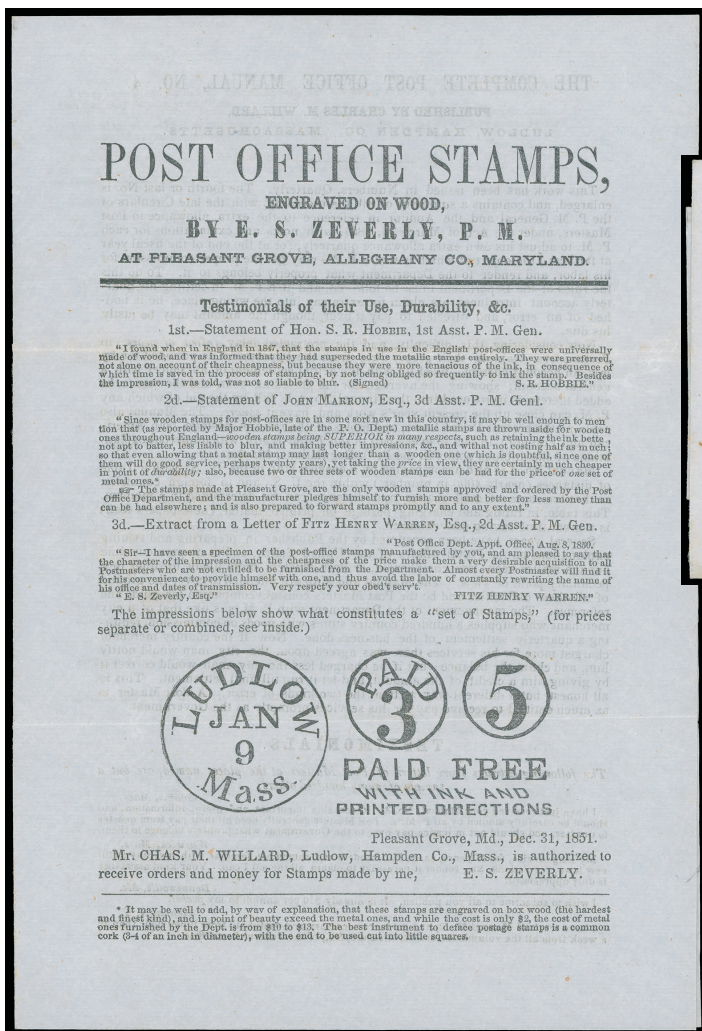 POST OFFICE STAMPS,
ENGRAVED ON WOOD,
BY E. S. ZEVERLY, P. M.
AT PLEASANT GROVE, ALLEGHANY CO., MARYLAND.
Testimonials of their Use, Durability, &c.
1st.—Statement of Hon. S. R. HOBBIE, 1st Asst. P. M. Gen.
"I found when in England in 1847, that the stamps in use in the English post-offices were universally
made of wood, and was informed that they had superseded the metallic stamps entirely. They were preferred,
not alone on account of their cheapness, but because they were more tenacious of the ink, in consequence of
which time is saved in the process of stamping, by not being obliged so frequently to ink the stamp. Besides
the impression, I was told, was not so liable to blur. (Signed) S. R. HOBBIE."
2d.—Statement of JOHN MARRON, Esq., 3d Asst. P. M. Genl.
"Since wooden stamps for post-offices are in some sort new in this country, it may be well enough to men
tion that (as reported by Major Hobbie, late of the P. O. Dept) metallic stamps are thrown aside for wooden
ones throughout England—wooden stamps being SUPERIOR in many respects, such as retaining the ink bette ,
not apt to batter, less liable to blur, and making better impressions, &c., and withal not costing half as much;
so that even allowing that a metal stamp may last longer than a wooden one (which is doubtful, since one of
them will do good service, perhaps twenty years), yet taking the price in view, they are certainly much cheaper
in point of durability; also, because two or three sets of wooden stamps can be had for the price of one set of
metal ones.*
☞ The stamps made at Pleasent Grove, are the only wooden stamps approved and ordered by the Post
Office Department, and the manufacturer pledges himself to furnish more and better for less money than
can be had elsewhere; and is also prepared to forward stamps promptly and to any extent."
3d.—Extract from a Letter of FITZ HENRY WARREN, Esq., 2d Asst. P. M. Gen.
"Post Office Dept. Appt. Office, Aug. 8, 1850.
"Sir—I have seen a specimen of the post-office stamps manufactured by you, and am pleased to say that
the character of the impression and the cheapness of the price make them a very desirable acquisition to all
Postmasters who are not entitled to be furnished from the Department. Almost every Postmaster will find it
for his convenience to provide himself with one, and thus avoid the labor of constantly rewriting the name of
his office and dates of transmission. Very respct'y your obed't serv't.
"E. S. Zeverly, Esq." FITZ HENRY WARREN."
The impressions below show what constitutes a "set of Stamps," (for prices
separate or combined, see inside.)
LUDLOW
JAN
9
Mass.
PAID
3
5
PAID FREE
WITH INK AND
PRINTED DIRECTIONS
Pleasant Grove, Md., Dec. 31, 1851.
Mr. CHAS. M. WILLARD, Ludlow, Hampden Co., Mass., is authorized to
receive orders and money for Stamps made by me, E. S. ZEVERLY.
* It may be well to add, by way of explanation, that these stamps are engraved on box wood (the hardest
and finest kind), and in point of beauty exceed the metal ones, and while the cost is only $2, the cost of metal
ones furnished by the Dept. is from $10 to $13. The best instrument to deface postage stamps is a common
cork (3-4 of an inch in diameter), with the end to be used cut into little squares.